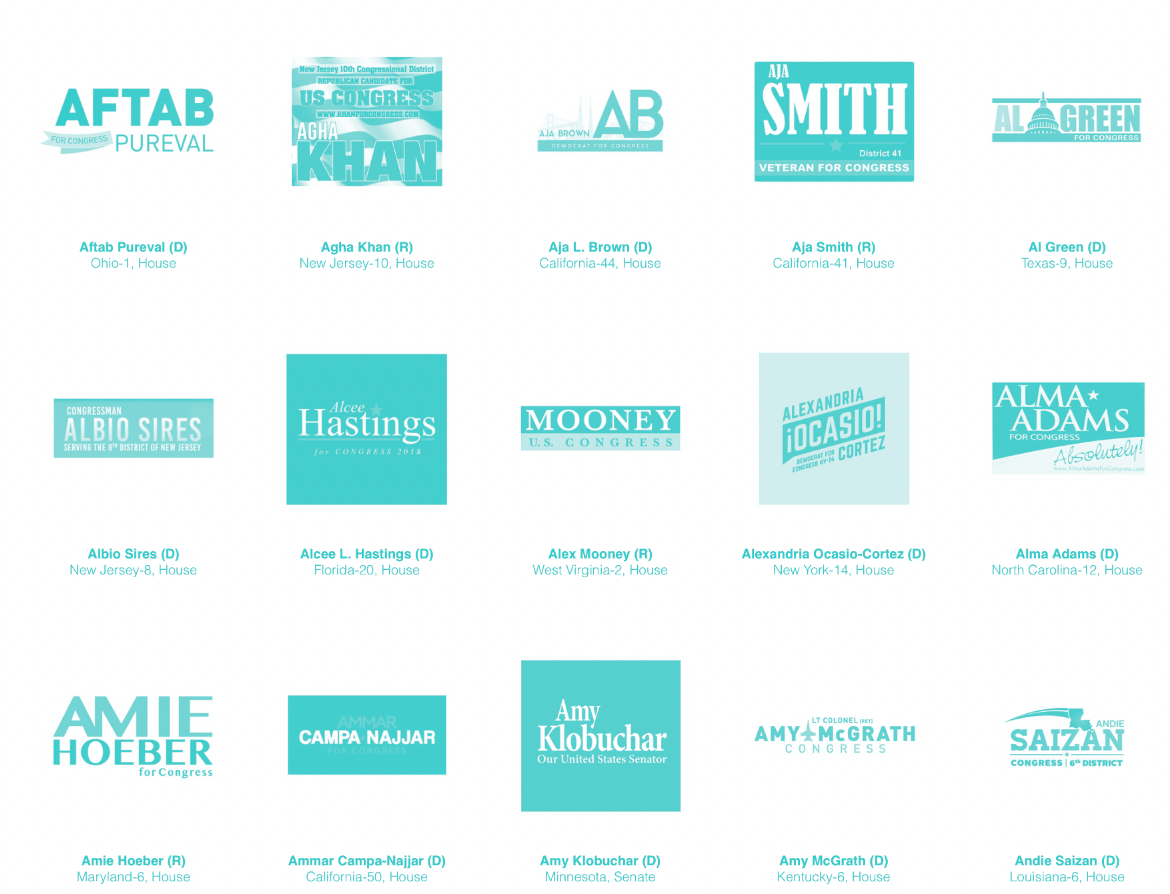 AFTAB
FOR CONGRESS
PUREVAL
New Jersey 10th Congressional District
REPUBLICAN CANDIDATE FOR
US CONGRESS
WWW.KHANFORCONGRESS.COM
AGHA
KHAN
AJA BROWN AB
DEMOCRAT FOR CONGRESS
AJA
SMITH
District 41
VETERAN FOR CONGRESS
AL GREEN
FOR CONGRESS
Aftab Pureval (D)
Ohio-1, House
Agha Khan (R)
New Jersey-10, House
Aja L. Brown (D)
California-44, House
Aja Smith (R)
California-41, House
Al Green (D)
Texas-9, House
CONGRESSMAN
ALBIO SIRES
SERVING THE 8TH DISTRICT OF NEW JERSEY
Alcee
Hastings
for CONGRESS 2018
MOONEY
U.S. CONGRESS
ALEXANDRIA
¡OCASIO!
DEMOCRAT FOR
CONGRESS NY-14
CORTEZ
ALMA
ADAMS
FOR CONGRESS
Absolutely!
www.AlmaAdamsForCongress.com
Albio Sires (D)
New Jersey-8, House
Alcee L. Hastings (D)
Florida-20, House
Alex Mooney (R)
West Virginia-2, House
Alexandria Ocasio-Cortez (D)
New York-14, House
Alma Adams (D)
North Carolina-12, House
AMIE
HOEBER
for Congress
AMMAR
CAMPA NAJJAR
FOR CONGRESS
Amy
Klobuchar
Our United States Senator
LT COLONEL (RET)
AMY McGRATH
CONGRESS
ANDIE
SAIZAN
CONGRESS | 6TH DISTRICT
Amie Hoeber (R)
Maryland-6, House
Ammar Campa-Najjar (D)
California-50, House
Amy Klobuchar (D)
Minnesota, Senate
Amy McGrath (D)
Kentucky-6, House
Andie Saizan (D)
Louisiana-6, House